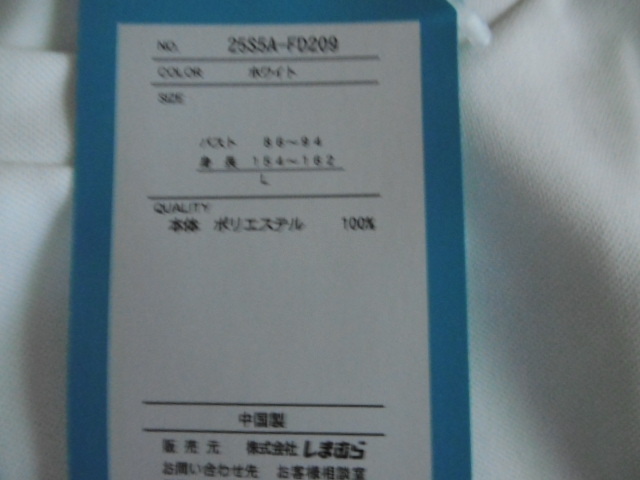 NO. 25S5A-FD209
COLOR ホワイト
SIZE
バスト 86～94
身長 154～162
L
QUALITY
本体 ポリエステル 100%
中国製
販売元 株式会社しまむら
お問い合わせ先 お客様相談室